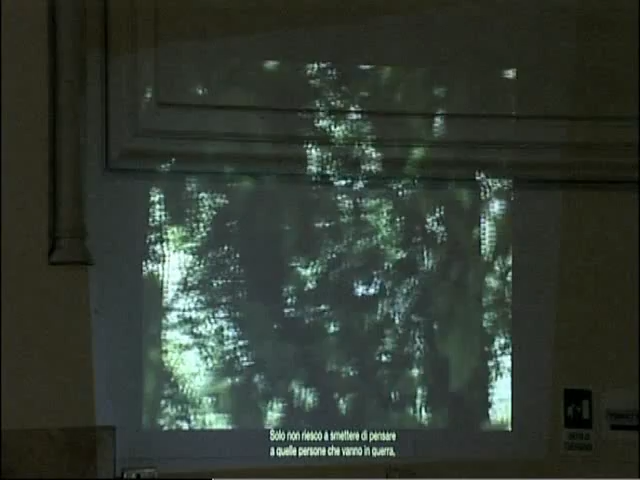 Solo non riesco a smettere di pensare
a quelle persone che vanno in guerra,